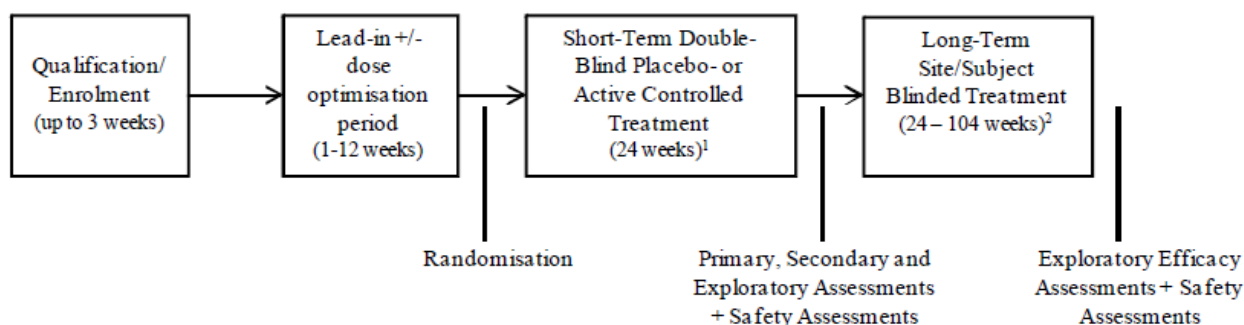 Qualification/
Enrolment
(up to 3 weeks)
Lead-in +/-
dose
optimisation
period
(1-12 weeks)
Short-Term Double-
Blind Placebo- or
Active Controlled
Treatment
(24 weeks)¹
Long-Term
Site/Subject
Blinded Treatment
(24 – 104 weeks)²
Randomisation
Primary, Secondary and
Exploratory Assessments
+ Safety Assessments
Exploratory Efficacy
Assessments + Safety
Assessments